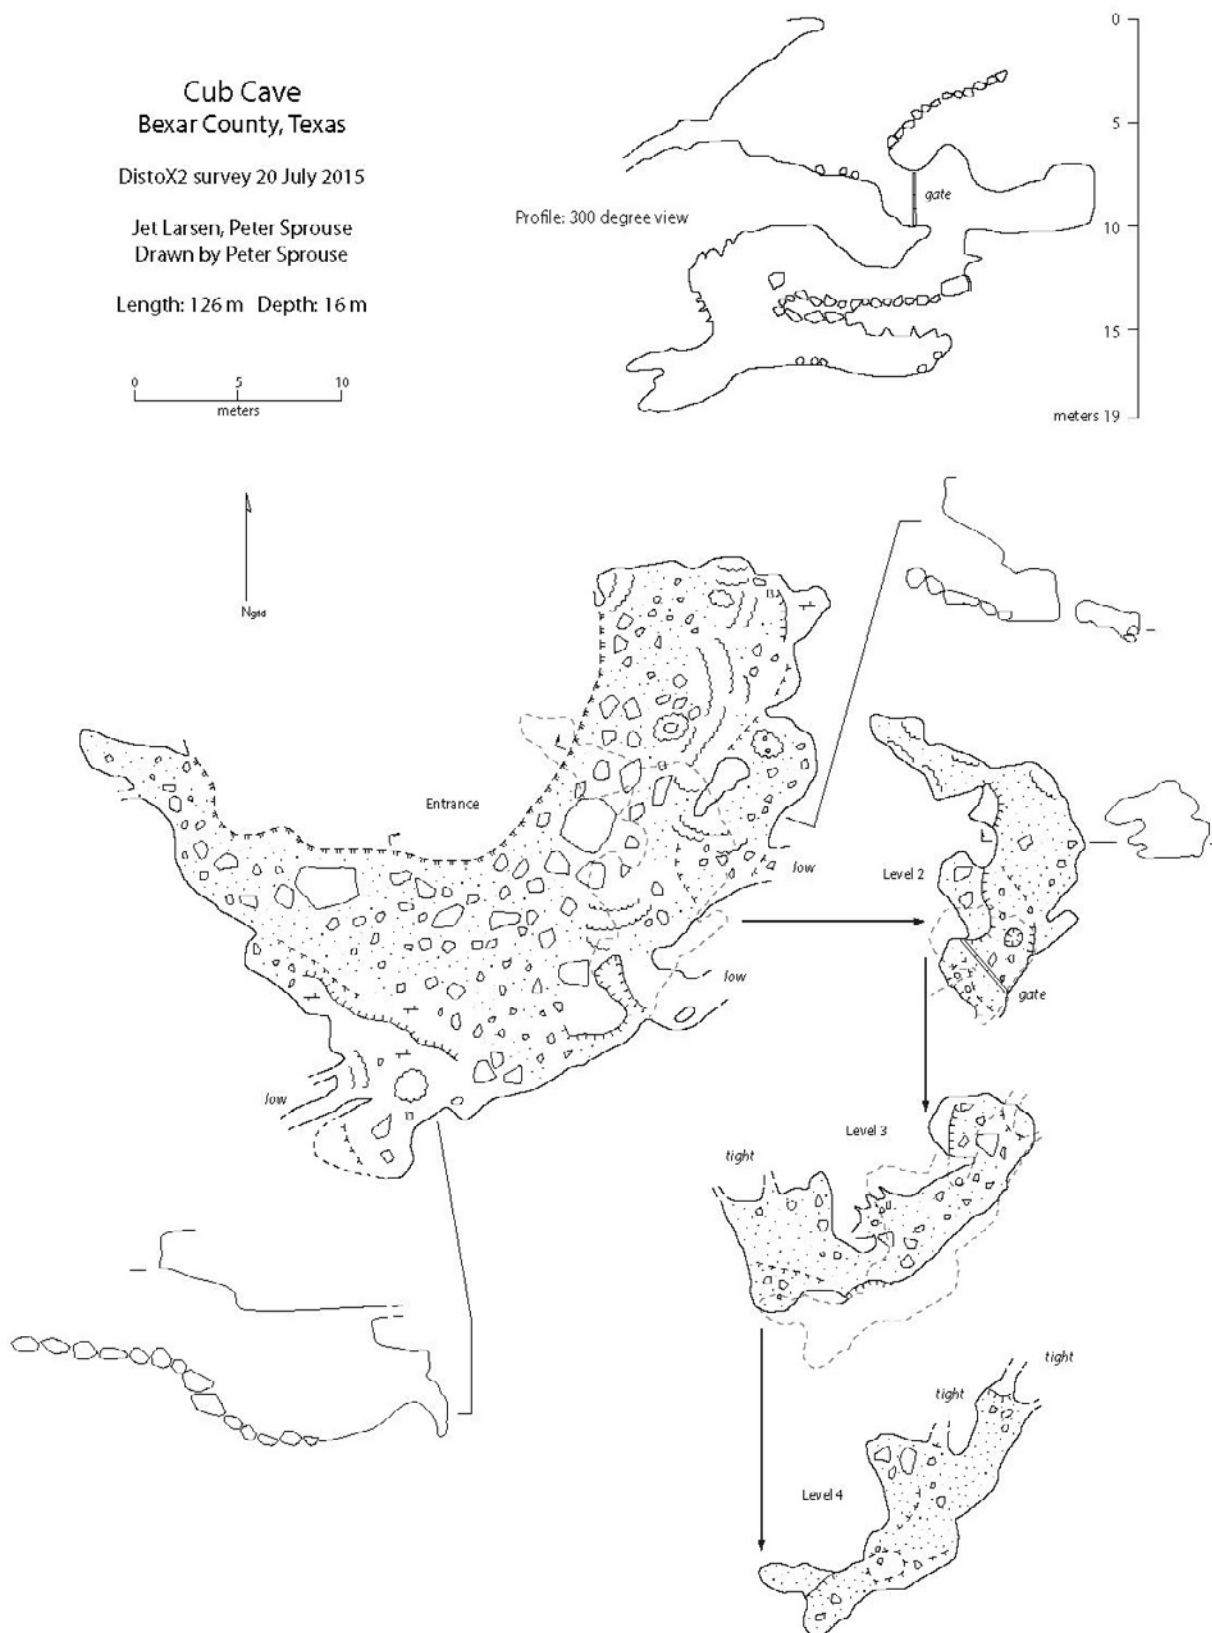 Cub Cave
Bexar County, Texas
DistoX2 survey 20 July 2015
Jet Larsen, Peter Sprouse
Drawn by Peter Sprouse
Length: 126 m Depth: 16 m
0 5 10
meters
0
5
gate
Profile: 300 degree view
10
15
meters 19
Ngrid
Entrance
low
Level 2
low
gate
low
Level 3
tight
tight
tight
Level 4